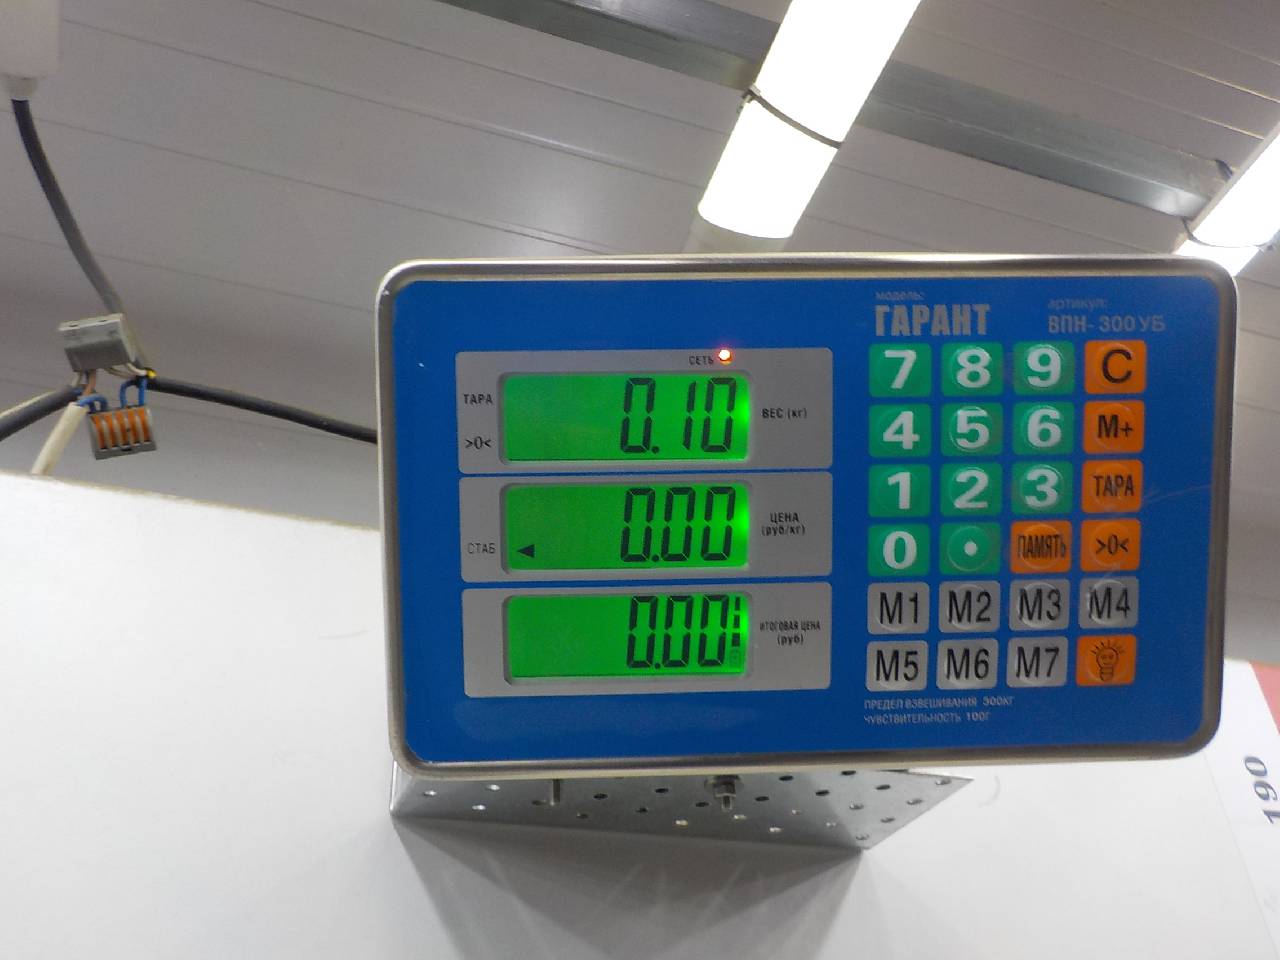 модель:
ГАРАНТ
артикул:
ВПН- 300 УБ
СЕТЬ
ТАРА
>0<
0.10
ВЕС (кг)
СТАБ
0.00
ЦЕНА
(руб/кг)
0.00
ИТОГОВАЯ ЦЕНА
(руб)
7 8 9 C
4 5 6 M+
1 2 3 ТАРА
0 . ПАМЯТЬ >0<
M1 M2 M3 M4
M5 M6 M7
ПРЕДЕЛ ВЗВЕШИВАНИЯ 300КГ
ЧУВСТВИТЕЛЬНОСТЬ 100Г
190